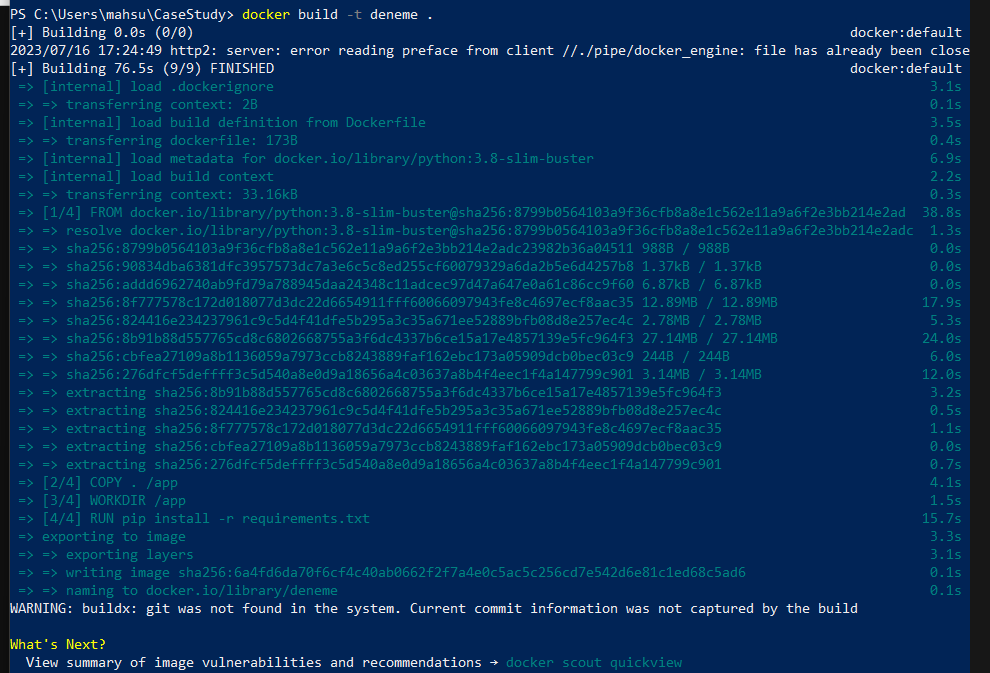 PS C:\Users\mahsu\CaseStudy> docker build -t deneme .
[+] Building 0.0s (0/0) docker:default
2023/07/16 17:24:49 http2: server: error reading preface from client //./pipe/docker_engine: file has already been close
[+] Building 76.5s (9/9) FINISHED docker:default
=> [internal] load .dockerignore 3.1s
=> => transferring context: 2B 0.1s
=> [internal] load build definition from Dockerfile 3.5s
=> => transferring dockerfile: 173B 0.4s
=> [internal] load metadata for docker.io/library/python:3.8-slim-buster 6.9s
=> [internal] load build context 2.2s
=> => transferring context: 33.16kB 0.3s
=> [1/4] FROM docker.io/library/python:3.8-slim-buster@sha256:8799b0564103a9f36cfb8a8e1c562e11a9a6f2e3bb214e2ad 38.8s
=> => resolve docker.io/library/python:3.8-slim-buster@sha256:8799b0564103a9f36cfb8a8e1c562e11a9a6f2e3bb214e2adc 1.3s
=> => sha256:8799b0564103a9f36cfb8a8e1c562e11a9a6f2e3bb214e2adc23982b36a04511 988B / 988B 0.0s
=> => sha256:90834dba6381dfc3957573dc7a3e6c5c8ed255cf60079329a6da2b5e6d4257b8 1.37kB / 1.37kB 0.0s
=> => sha256:addd6962740ab9fd79a788945daa24348c11adcec97d47a647e0a61c86cc9f60 6.87kB / 6.87kB 0.0s
=> => sha256:8f777578c172d018077d3dc22d6654911fff60066097943fe8c4697ecf8aac35 12.89MB / 12.89MB 17.9s
=> => sha256:824416e234237961c9c5d4f41dfe5b295a3c35a671ee52889bfb08d8e257ec4c 2.78MB / 2.78MB 5.3s
=> => sha256:8b91b88d557765cd8c6802668755a3f6dc4337b6ce15a17e4857139e5fc964f3 27.14MB / 27.14MB 24.0s
=> => sha256:cbfea27109a8b1136059a7973ccb8243889faf162ebc173a05909dcb0bec03c9 244B / 244B 6.0s
=> => sha256:276dfcf5deffff3c5d540a8e0d9a18656a4c03637a8b4f4eec1f4a147799c901 3.14MB / 3.14MB 12.0s
=> => extracting sha256:8b91b88d557765cd8c6802668755a3f6dc4337b6ce15a17e4857139e5fc964f3 3.2s
=> => extracting sha256:824416e234237961c9c5d4f41dfe5b295a3c35a671ee52889bfb08d8e257ec4c 0.5s
=> => extracting sha256:8f777578c172d018077d3dc22d6654911fff60066097943fe8c4697ecf8aac35 1.1s
=> => extracting sha256:cbfea27109a8b1136059a7973ccb8243889faf162ebc173a05909dcb0bec03c9 0.0s
=> => extracting sha256:276dfcf5deffff3c5d540a8e0d9a18656a4c03637a8b4f4eec1f4a147799c901 0.7s
=> [2/4] COPY . /app 4.1s
=> [3/4] WORKDIR /app 1.5s
=> [4/4] RUN pip install -r requirements.txt 15.7s
=> exporting to image 3.3s
=> => exporting layers 3.1s
=> => writing image sha256:6a4fd6da70f6cf4c40ab0662f2f7a4e0c5ac5c256cd7e542d6e81c1ed68c5ad6 0.1s
=> => naming to docker.io/library/deneme 0.1s
WARNING: buildx: git was not found in the system. Current commit information was not captured by the build
What's Next?
View summary of image vulnerabilities and recommendations → docker scout quickview